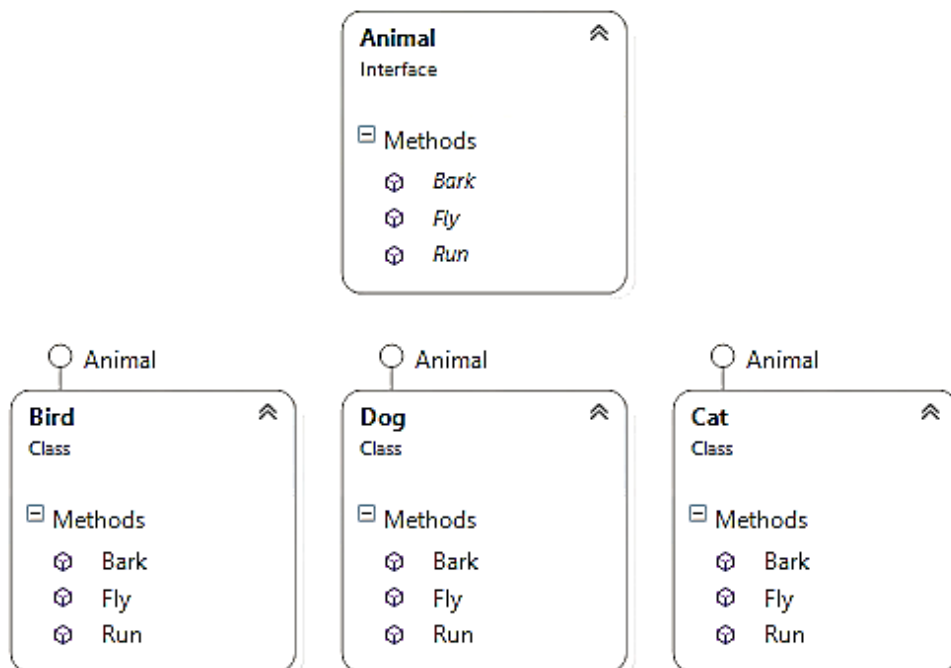 Animal
Interface
Methods
Bark
Fly
Run
Animal
Animal
Animal
Bird
Class
Methods
Bark
Fly
Run
Dog
Class
Methods
Bark
Fly
Run
Cat
Class
Methods
Bark
Fly
Run